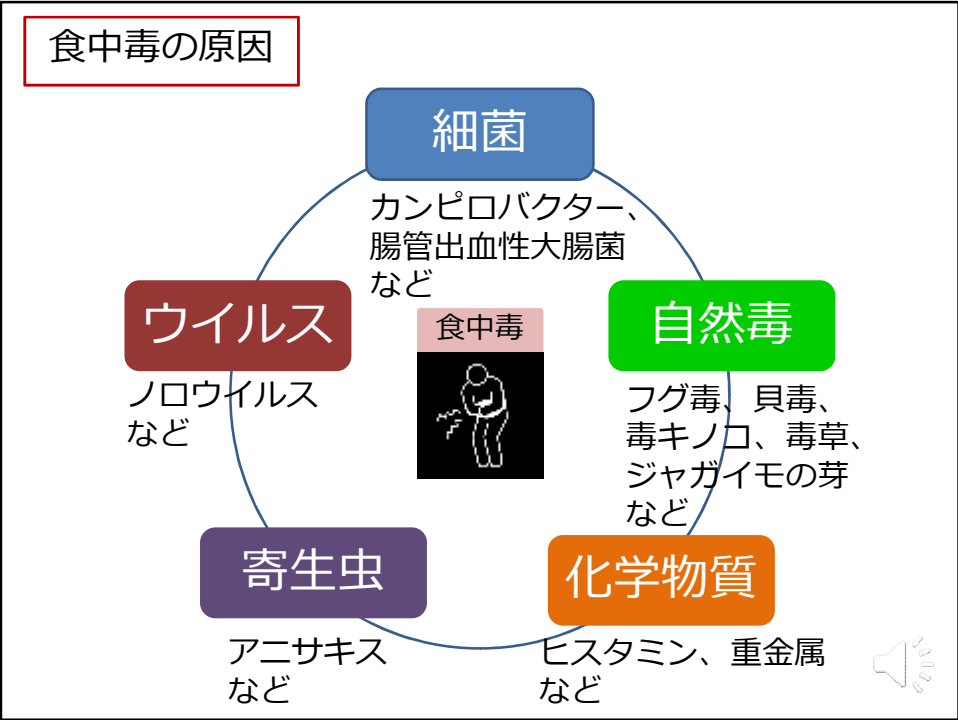 食中毒の原因
細菌
カンピロバクター、
腸管出血性大腸菌
など
自然毒
フグ毒、貝毒、
毒キノコ、毒草、
ジャガイモの芽
など
化学物質
ヒスタミン、重金属
など
寄生虫
アニサキス
など
ウイルス
ノロウイルス
など
食中毒